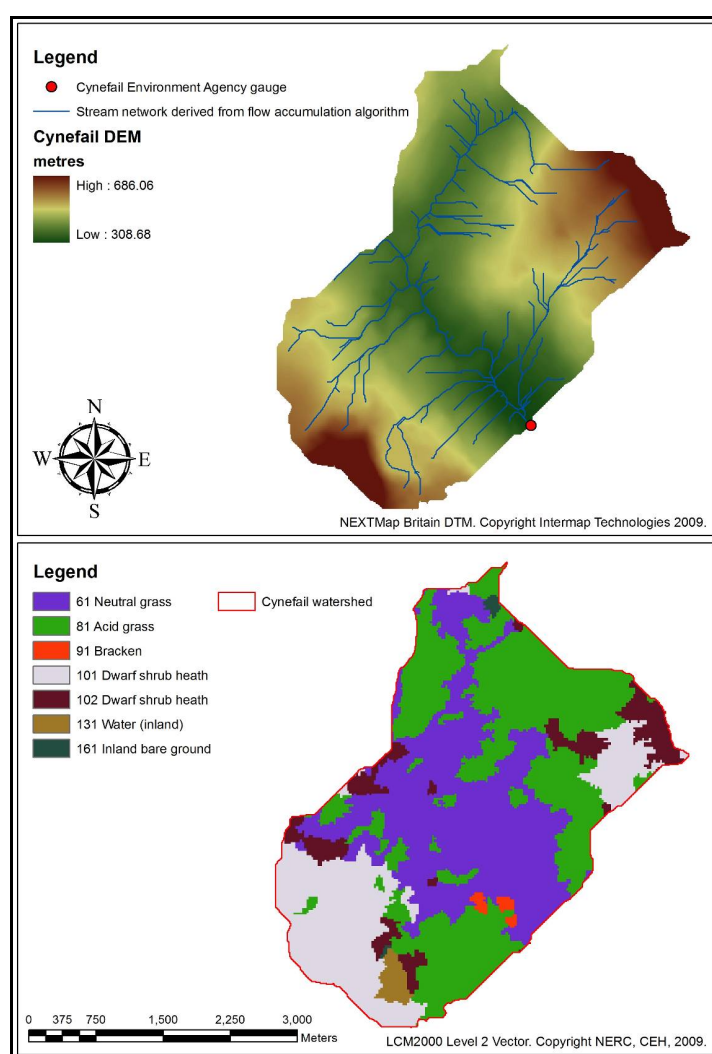 Legend
Cynefail Environment Agency gauge
Stream network derived from flow accumulation algorithm
Cynefail DEM
metres
High : 686.06
Low : 308.68
N
W E
S
NEXTMap Britain DTM. Copyright Intermap Technologies 2009.
Legend
61 Neutral grass Cynefail watershed
81 Acid grass
91 Bracken
101 Dwarf shrub heath
102 Dwarf shrub heath
131 Water (inland)
161 Inland bare ground
0 375 750 1,500 2,250 3,000
Meters
LCM2000 Level 2 Vector. Copyright NERC, CEH, 2009.